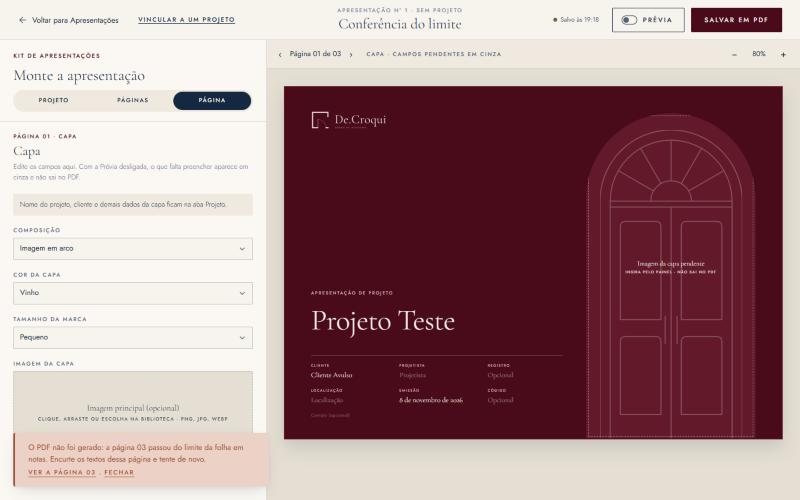 ← Voltar para Apresentações
VINCULAR A UM PROJETO
APRESENTAÇÃO Nº 1 · SEM PROJETO
Conferência do limite
Salvo às 19:18
PRÉVIA
SALVAR EM PDF
KIT DE APRESENTAÇÕES
Monte a apresentação
PROJETO
PÁGINAS
PÁGINA
‹ Página 01 de 03 ›
CAPA · CAMPOS PENDENTES EM CINZA
− 80% +
PÁGINA 01 · CAPA
Capa
Edite os campos aqui. Com a Prévia desligada, o que falta preencher aparece em
cinza e não sai no PDF.
Nome do projeto, cliente e demais dados da capa ficam na aba Projeto.
COMPOSIÇÃO
Imagem em arco
COR DA CAPA
Vinho
TAMANHO DA MARCA
Pequeno
IMAGEM DA CAPA
Imagem principal (opcional)
CLIQUE, ARRASTE OU ESCOLHA NA BIBLIOTECA · PNG, JPG, WEBP
O PDF não foi gerado: a página 03 passou do limite da folha em
notas. Encurte os textos dessa página e tente de novo.
VER A PÁGINA 03 · FECHAR
De.Croqui
Imagem da capa pendente
INSIRA PELO PAINEL · NÃO SAI NO PDF
APRESENTAÇÃO DE PROJETO
Projeto Teste
CLIENTE
PROJETISTA
REGISTRO
Cliente Avulso
Projetista
Opcional
LOCALIZAÇÃO
EMISSÃO
CÓDIGO
Localização
8 de novembro de 2026
Opcional